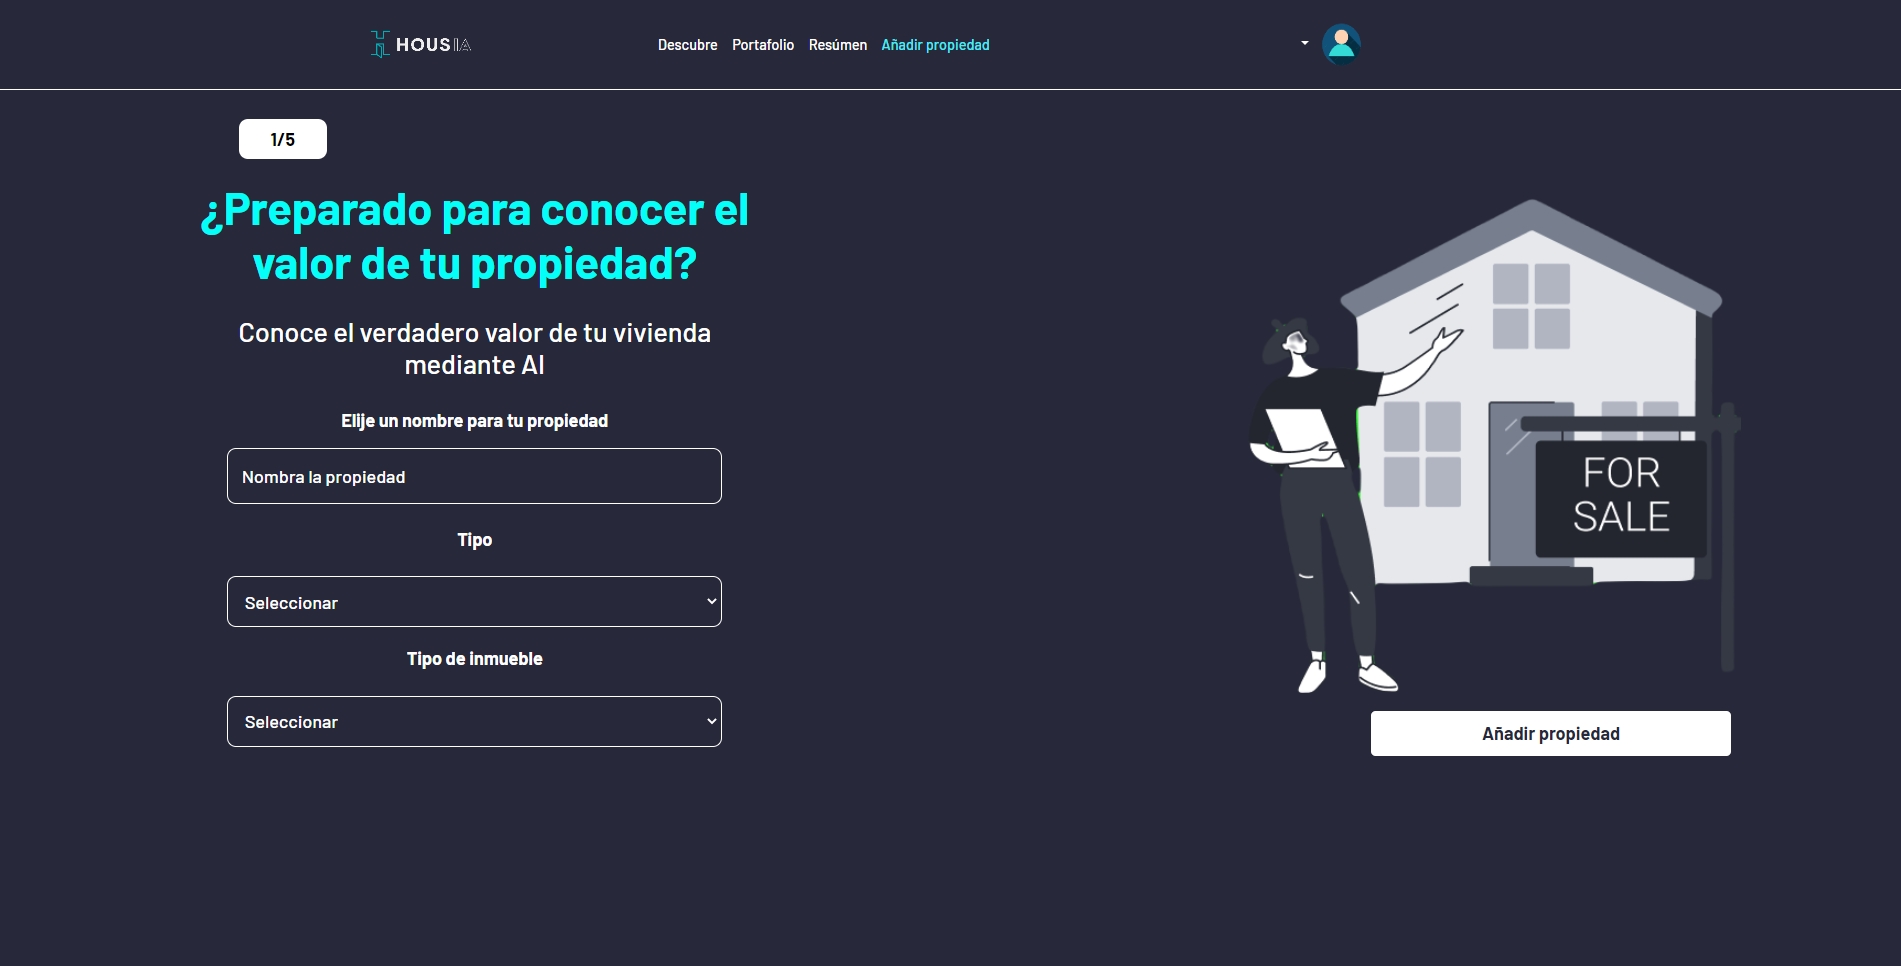 HOUSIA
Descubre
Portafolio
Resúmen
Añadir propiedad
1/5
¿Preparado para conocer el
valor de tu propiedad?
Conoce el verdadero valor de tu vivienda
mediante AI
Elije un nombre para tu propiedad
Nombra la propiedad
Tipo
Seleccionar
Tipo de inmueble
Seleccionar
FOR
SALE
Añadir propiedad